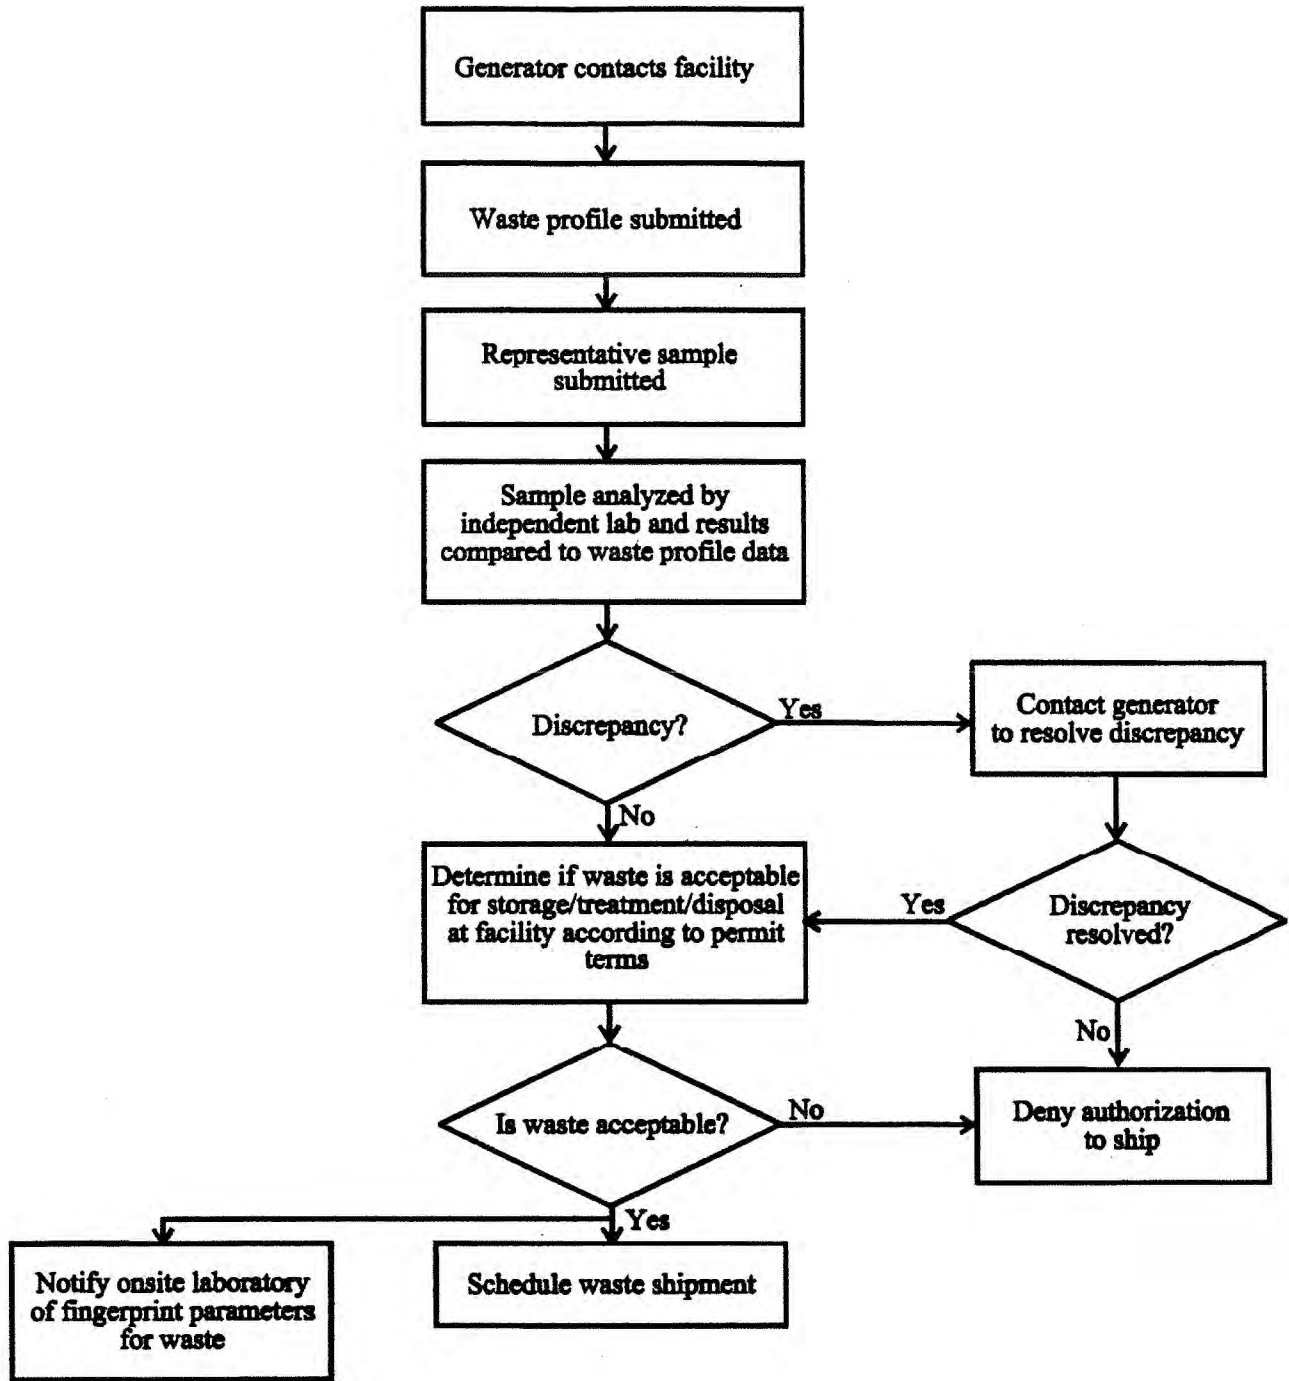 Generator contacts facility
Waste profile submitted
Representative sample
submitted
Sample analyzed by
independent lab and results
compared to waste profile data
Discrepancy?
Yes
Contact generator
to resolve discrepancy
No
Determine if waste is acceptable
for storage/treatment/disposal
at facility according to permit
terms
Yes
Discrepancy
resolved?
No
Is waste acceptable?
No
Deny authorization
to ship
Yes
Notify onsite laboratory
of fingerprint parameters
for waste
Schedule waste shipment